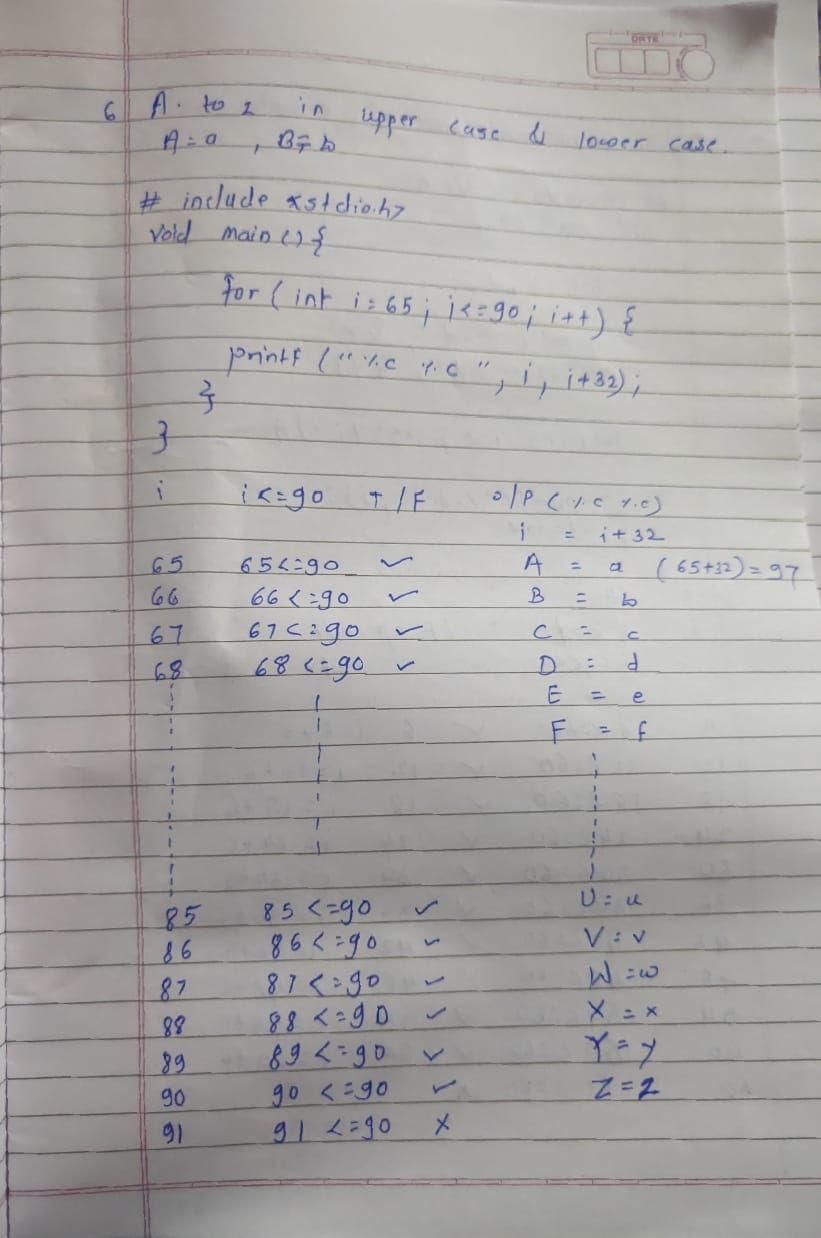 DATE
6 A. to z in upper case & lower case.
A = a , B = b
# include <stdio.h>
void main () {
for ( int i = 65 ; i <= 90 ; i++) {
printf (" %c %c ", i, i+32);
}
}
i i <= 90 T / F o/p ( %c %c)
i = i + 32
65 65 <= 90 ✓ A = a ( 65+32) = 97
66 66 <= 90 ✓ B = b
67 67 <= 90 ✓ C = c
68 68 <= 90 ✓ D = d
E = e
F = f
85 85 <= 90 ✓ U = u
86 86 <= 90 ✓ V = v
87 87 <= 90 ✓ W = w
88 88 <= 90 ✓ X = x
89 89 <= 90 ✓ Y = y
90 90 <= 90 ✓ Z = z
91 91 <= 90 ×